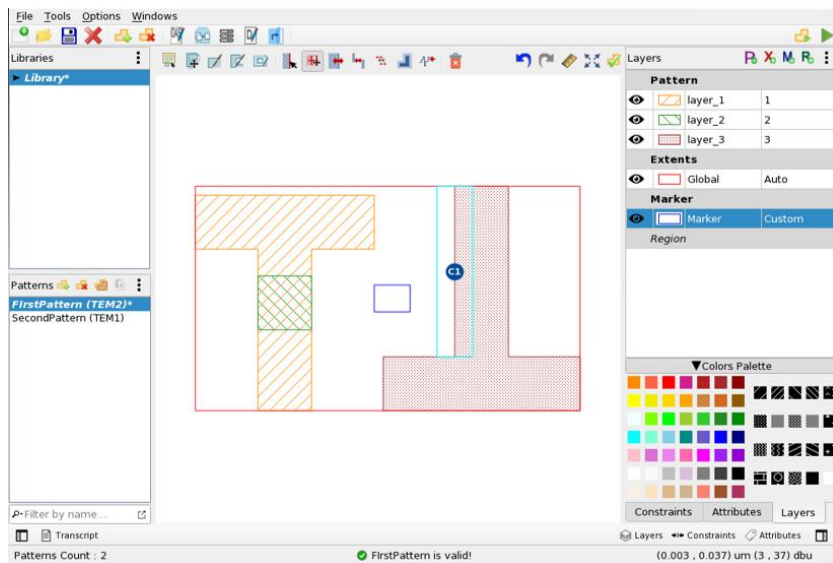 File Tools Options Windows
Libraries
Library*
Patterns
FirstPattern (TEM2)*
SecondPattern (TEM1)
Filter by name...
C1
Layers
Pattern
layer_1 1
layer_2 2
layer_3 3
Extents
Global Auto
Marker
Marker Custom
Region
▼Colors Palette
Constraints Attributes Layers
Transcript
Layers Constraints Attributes
Patterns Count : 2
FirstPattern is valid!
(0.003 , 0.037) um (3 , 37) dbu